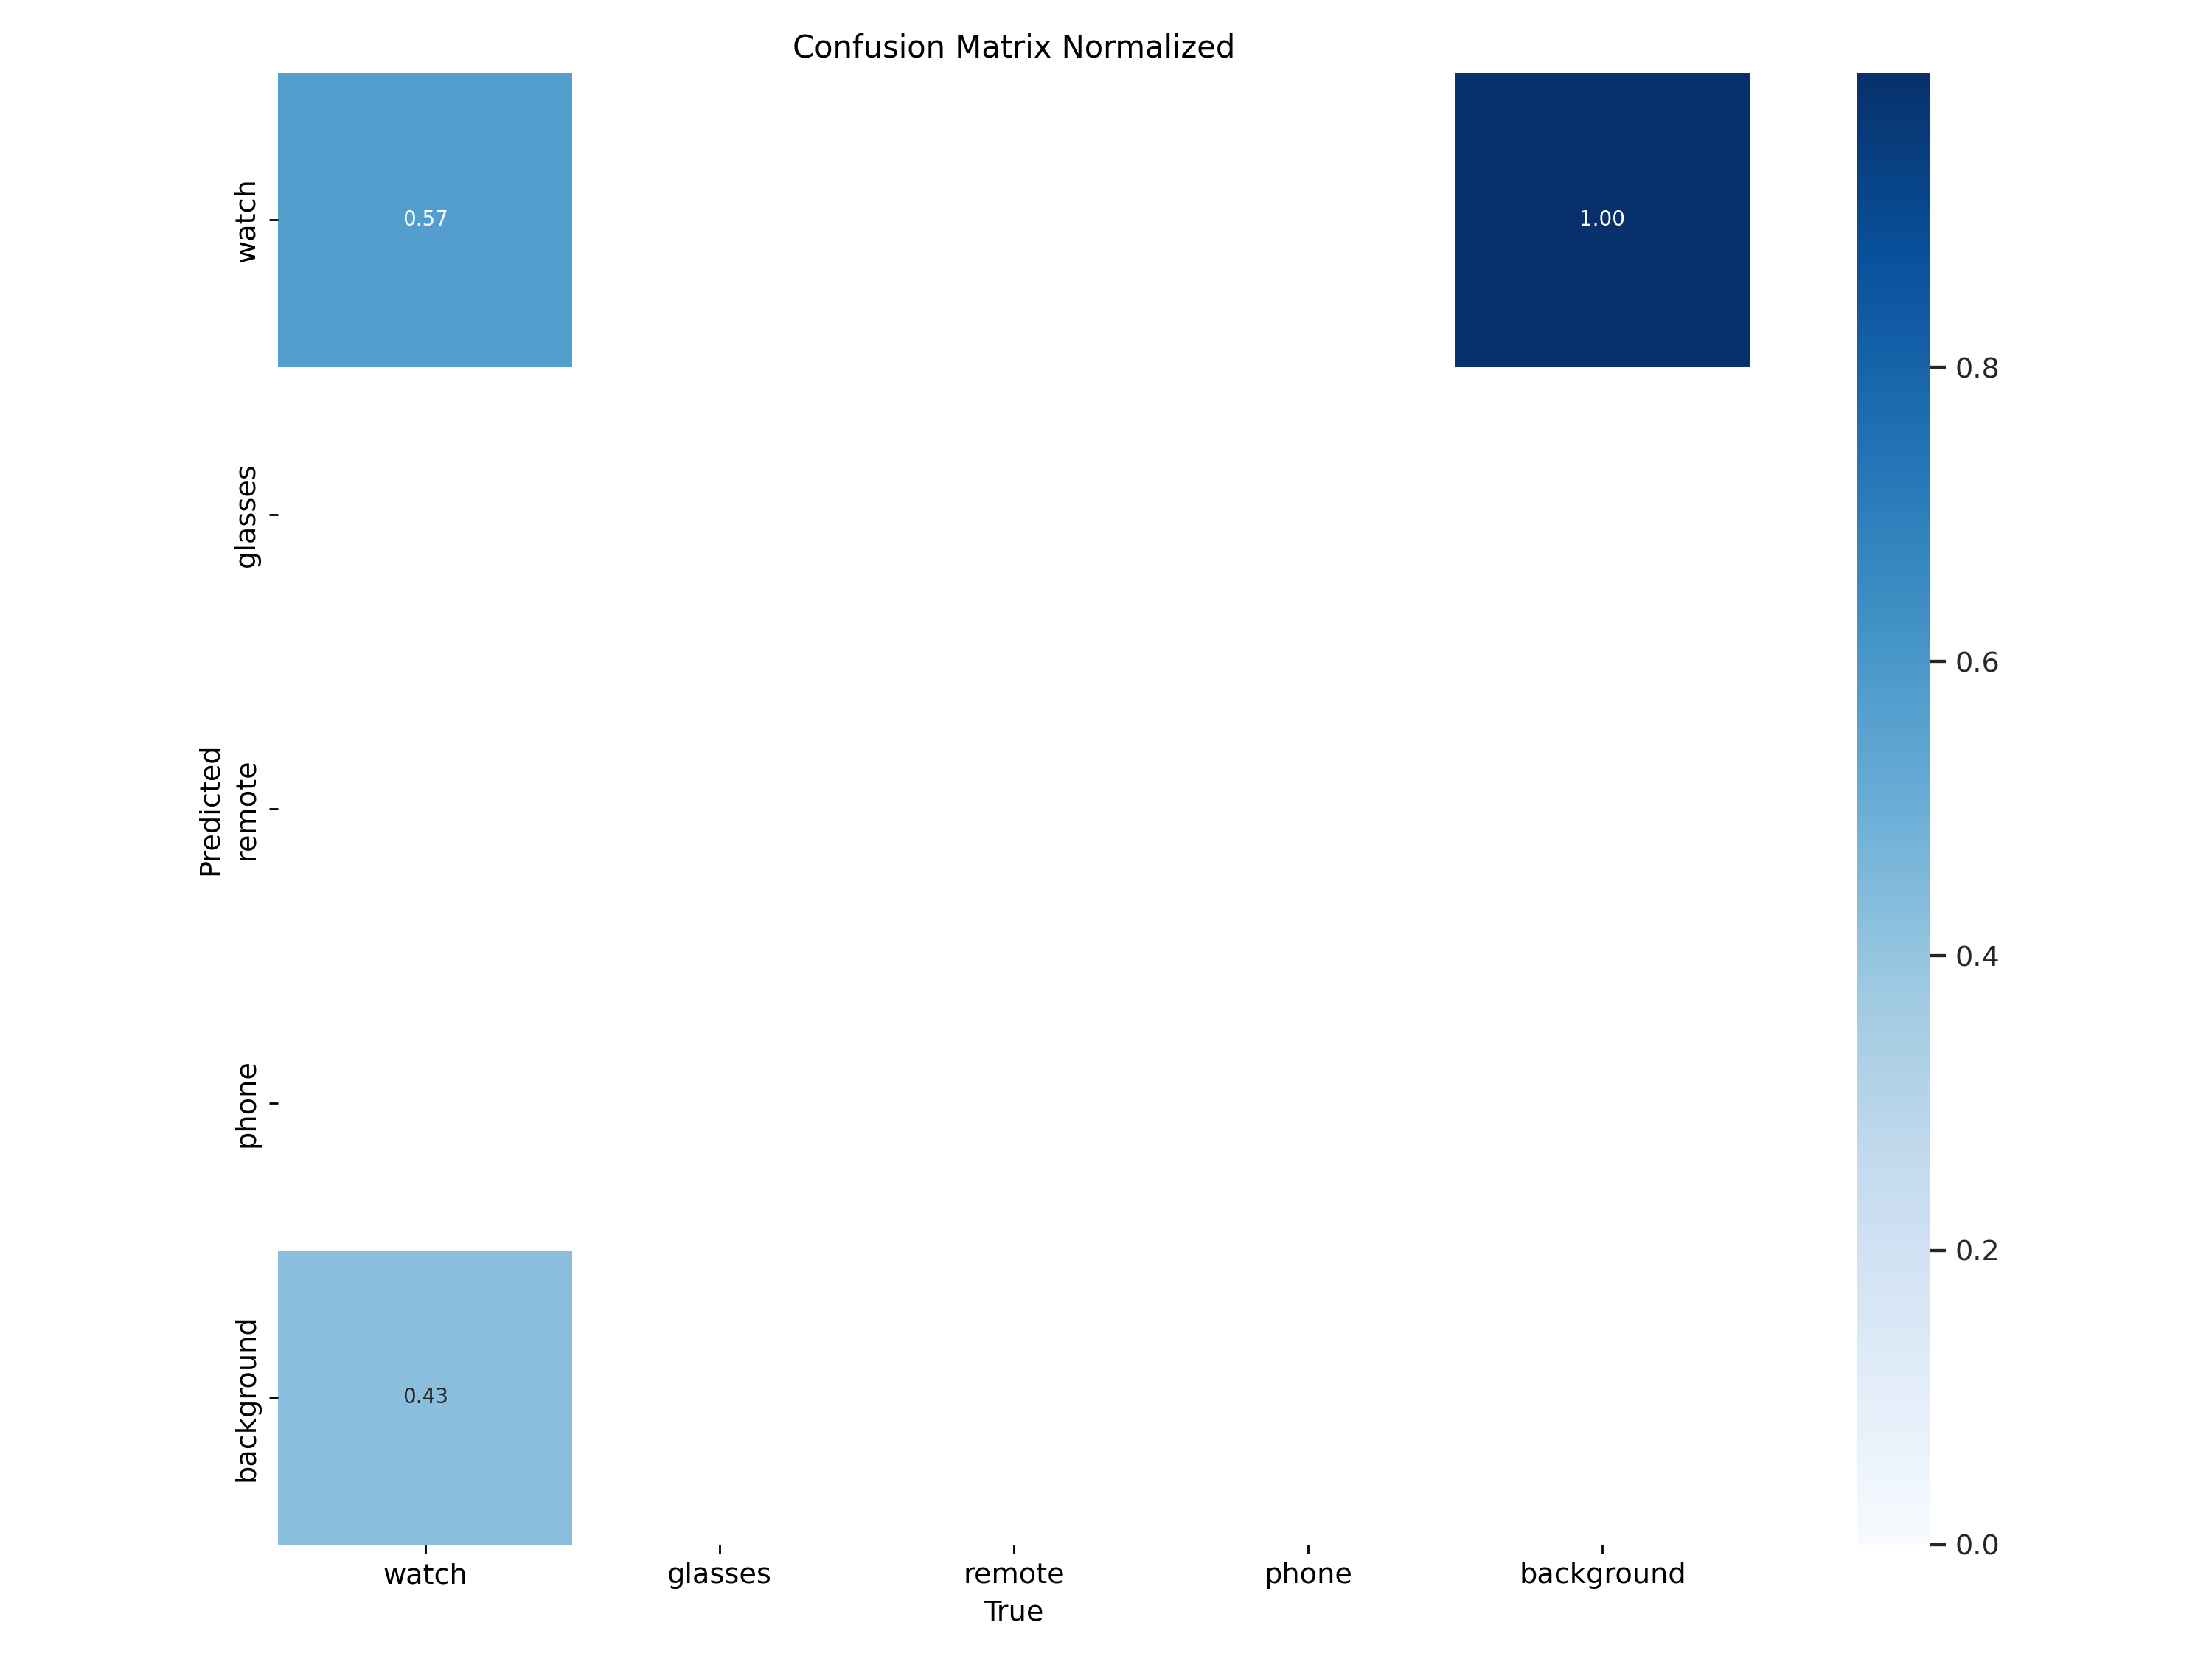 Confusion Matrix Normalized
watch
0.57
1.00
0.8
glasses
0.6
Predicted
remote
0.4
phone
0.2
background
0.43
0.0
watch glasses remote phone background
True